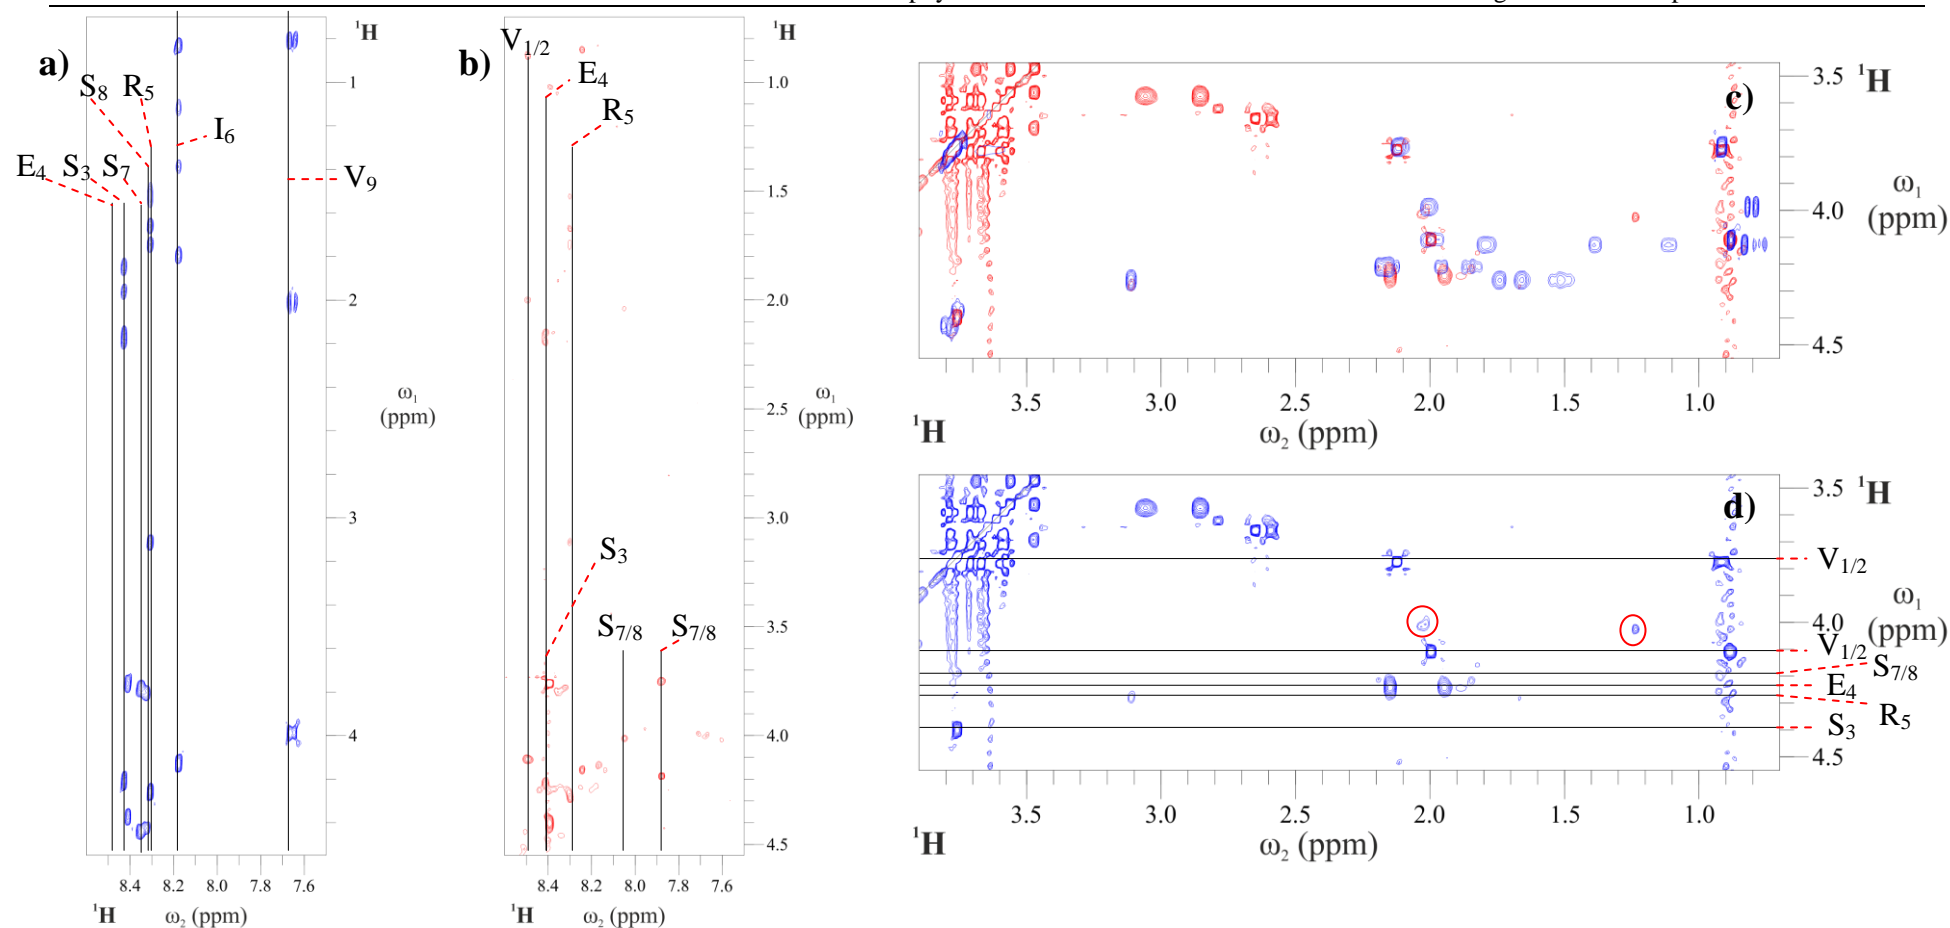 a)
¹H
S₈ R₅
I₆
E₄ S₃ S₇
V₉
1
2
3
4
ω₁
(ppm)
8.4 8.2 8.0 7.8 7.6
¹H ω₂ (ppm)
b)
¹H
V₁/₂
E₄
R₅
S₃
S₇/₈ S₇/₈
1.0
1.5
2.0
2.5
3.0
3.5
4.0
4.5
ω₁
(ppm)
8.4 8.2 8.0 7.8 7.6
¹H ω₂ (ppm)
c)
3.5 ¹H
4.0
4.5
ω₁
(ppm)
3.5 3.0 2.5 2.0 1.5 1.0
¹H ω₂ (ppm)
d)
3.5 ¹H
V₁/₂
ω₁
4.0 (ppm)
V₁/₂
S₇/₈
E₄
R₅
S₃
4.5
3.5 3.0 2.5 2.0 1.5 1.0
¹H ω₂ (ppm)